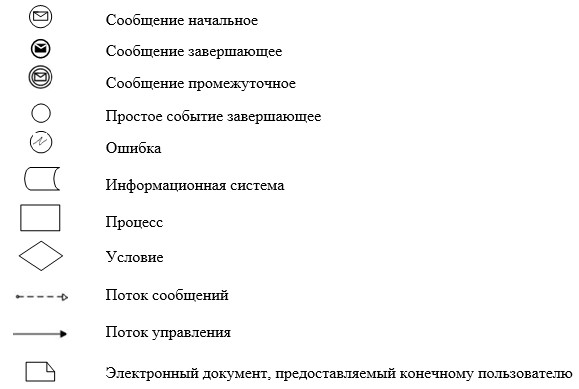 Сообщение начальное
Сообщение завершающее
Сообщение промежуточное
Простое событие завершающее
Ошибка
Информационная система
Процесс
Условие
Поток сообщений
Поток управления
Электронный документ, предоставляемый конечному пользователю